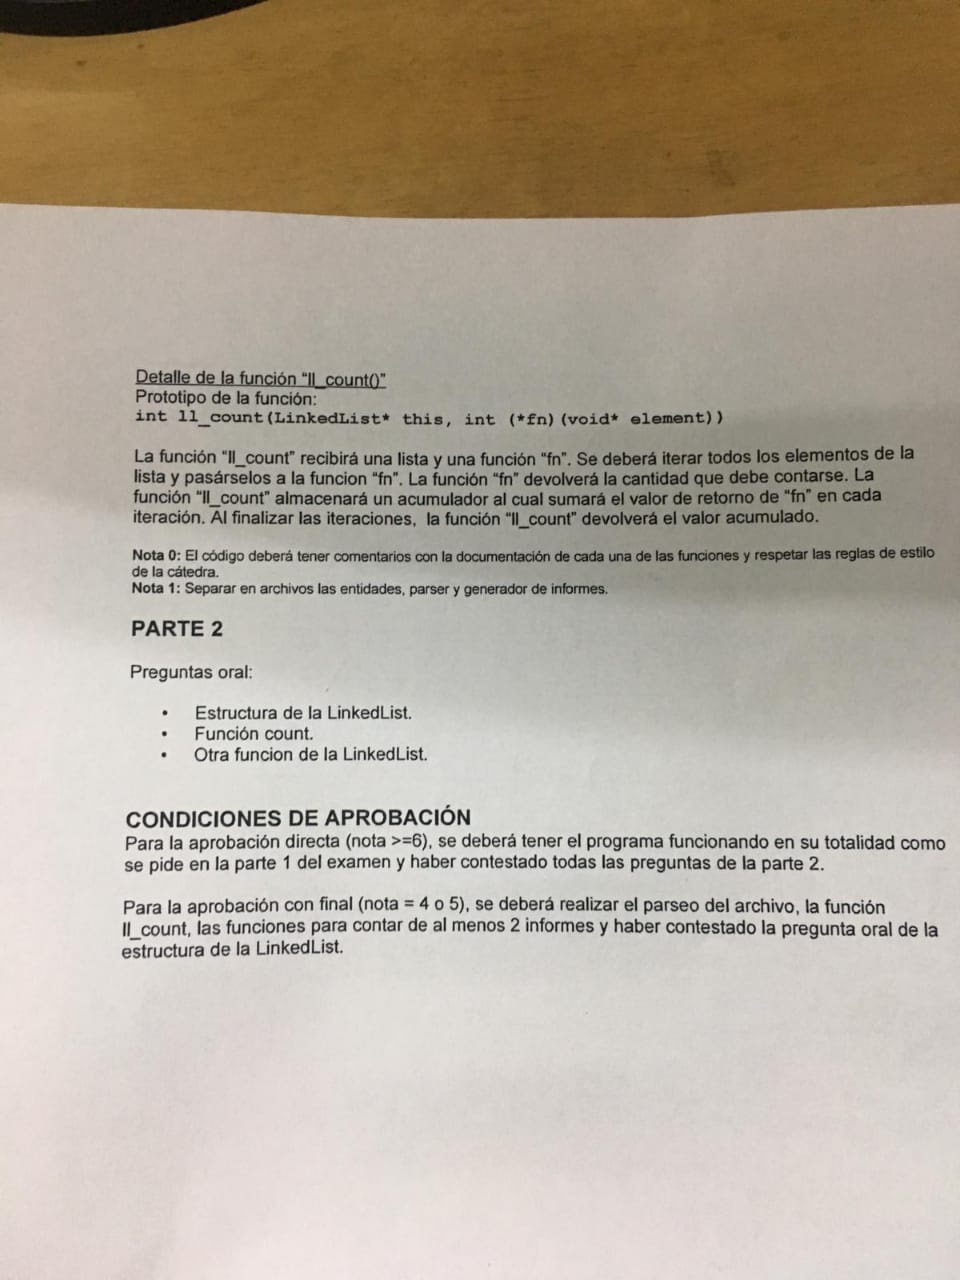 Detalle de la función “ll_count()”
Prototipo de la función:
int ll_count(LinkedList* this, int (*fn)(void* element))
La función “ll_count” recibirá una lista y una función “fn”. Se deberá iterar todos los elementos de la
lista y pasárselos a la funcion “fn”. La función “fn” devolverá la cantidad que debe contarse. La
función “ll_count” almacenará un acumulador al cual sumará el valor de retorno de “fn” en cada
iteración. Al finalizar las iteraciones, la función “ll_count” devolverá el valor acumulado.
Nota 0: El código deberá tener comentarios con la documentación de cada una de las funciones y respetar las reglas de estilo
de la cátedra.
Nota 1: Separar en archivos las entidades, parser y generador de informes.
PARTE 2
Preguntas oral:
• Estructura de la LinkedList.
• Función count.
• Otra funcion de la LinkedList.
CONDICIONES DE APROBACIÓN
Para la aprobación directa (nota >=6), se deberá tener el programa funcionando en su totalidad como
se pide en la parte 1 del examen y haber contestado todas las preguntas de la parte 2.
Para la aprobación con final (nota = 4 o 5), se deberá realizar el parseo del archivo, la función
ll_count, las funciones para contar de al menos 2 informes y haber contestado la pregunta oral de la
estructura de la LinkedList.